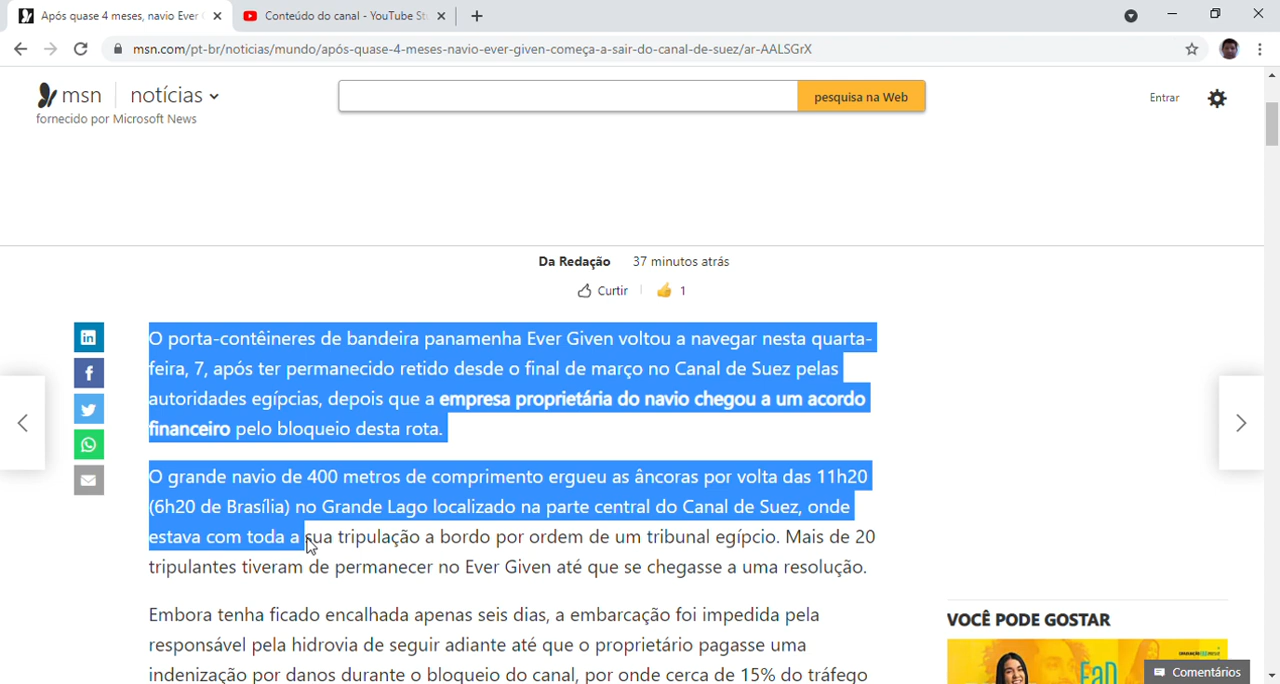 Após quase 4 meses, navio Ever
Conteúdo do canal - YouTube St
msn.com/pt-br/noticias/mundo/após-quase-4-meses-navio-ever-given-começa-a-sair-do-canal-de-suez/ar-AALSGrX
msn notícias
pesquisa na Web
Entrar
fornecido por Microsoft News
Da Redação 37 minutos atrás
Curtir 1
O porta-contêineres de bandeira panamenha Ever Given voltou a navegar nesta quarta-
feira, 7, após ter permanecido retido desde o final de março no Canal de Suez pelas
autoridades egípcias, depois que a empresa proprietária do navio chegou a um acordo
financeiro pelo bloqueio desta rota.
O grande navio de 400 metros de comprimento ergueu as âncoras por volta das 11h20
(6h20 de Brasília) no Grande Lago localizado na parte central do Canal de Suez, onde
estava com toda a sua tripulação a bordo por ordem de um tribunal egípcio. Mais de 20
tripulantes tiveram de permanecer no Ever Given até que se chegasse a uma resolução.
Embora tenha ficado encalhada apenas seis dias, a embarcação foi impedida pela
responsável pela hidrovia de seguir adiante até que o proprietário pagasse uma
indenização por danos durante o bloqueio do canal, por onde cerca de 15% do tráfego
VOCÊ PODE GOSTAR
EaD
Comentários